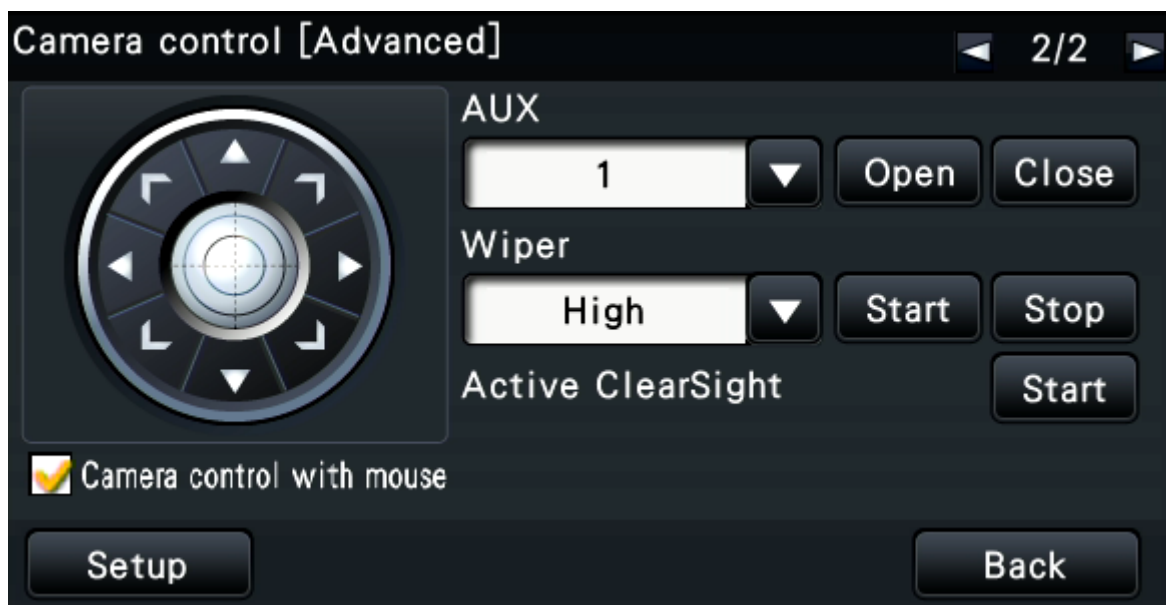 Camera control [Advanced]
2/2
AUX
1
Open
Close
Wiper
High
Start
Stop
Active ClearSight
Start
Camera control with mouse
Setup
Back